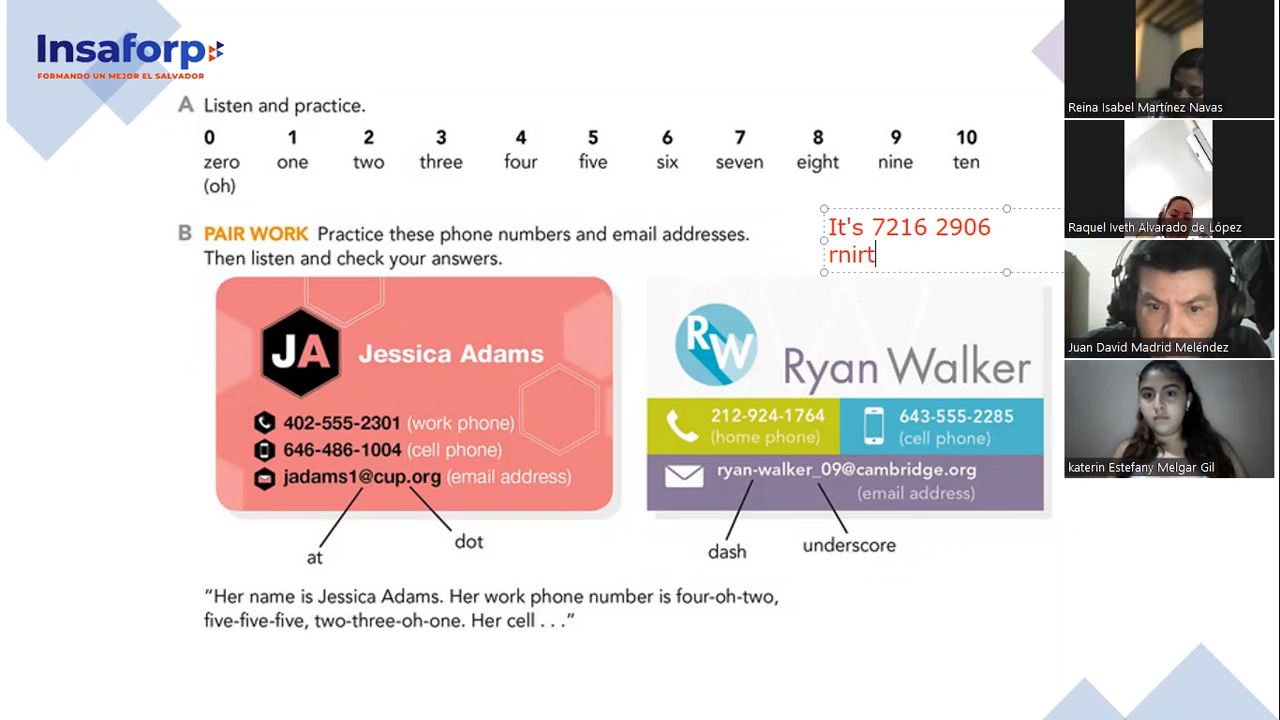 Insaforp
FORMANDO UN MEJOR EL SALVADOR
A Listen and practice.
0 1 2 3 4 5 6 7 8 9 10
zero one two three four five six seven eight nine ten
(oh)
B PAIR WORK Practice these phone numbers and email addresses.
Then listen and check your answers.
It's 7216 2906
rnirt
JA Jessica Adams
402-555-2301 (work phone)
646-486-1004 (cell phone)
jadams1@cup.org (email address)
at
dot
RW Ryan Walker
212-924-1764
(home phone)
643-555-2285
(cell phone)
ryan-walker_09@cambridge.org
(email address)
dash
underscore
"Her name is Jessica Adams. Her work phone number is four-oh-two,
five-five-five, two-three-oh-one. Her cell . . ."
Reina Isabel Martínez Navas
Raquel Iveth Alvarado de López
Juan David Madrid Meléndez
katerin Estefany Melgar Gil